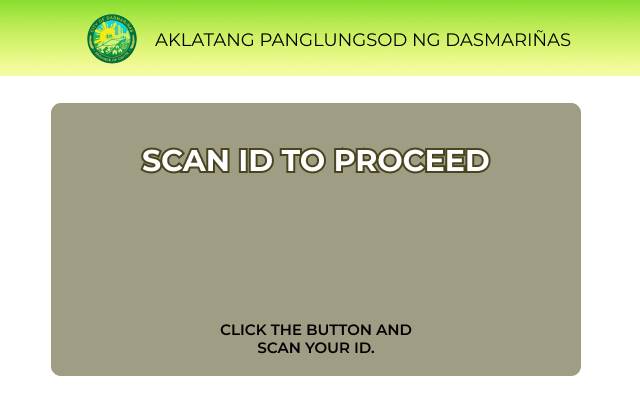 AKLATANG PANGLUNGSOD NG DASMARIÑAS
SCAN ID TO PROCEED
CLICK THE BUTTON AND
SCAN YOUR ID.